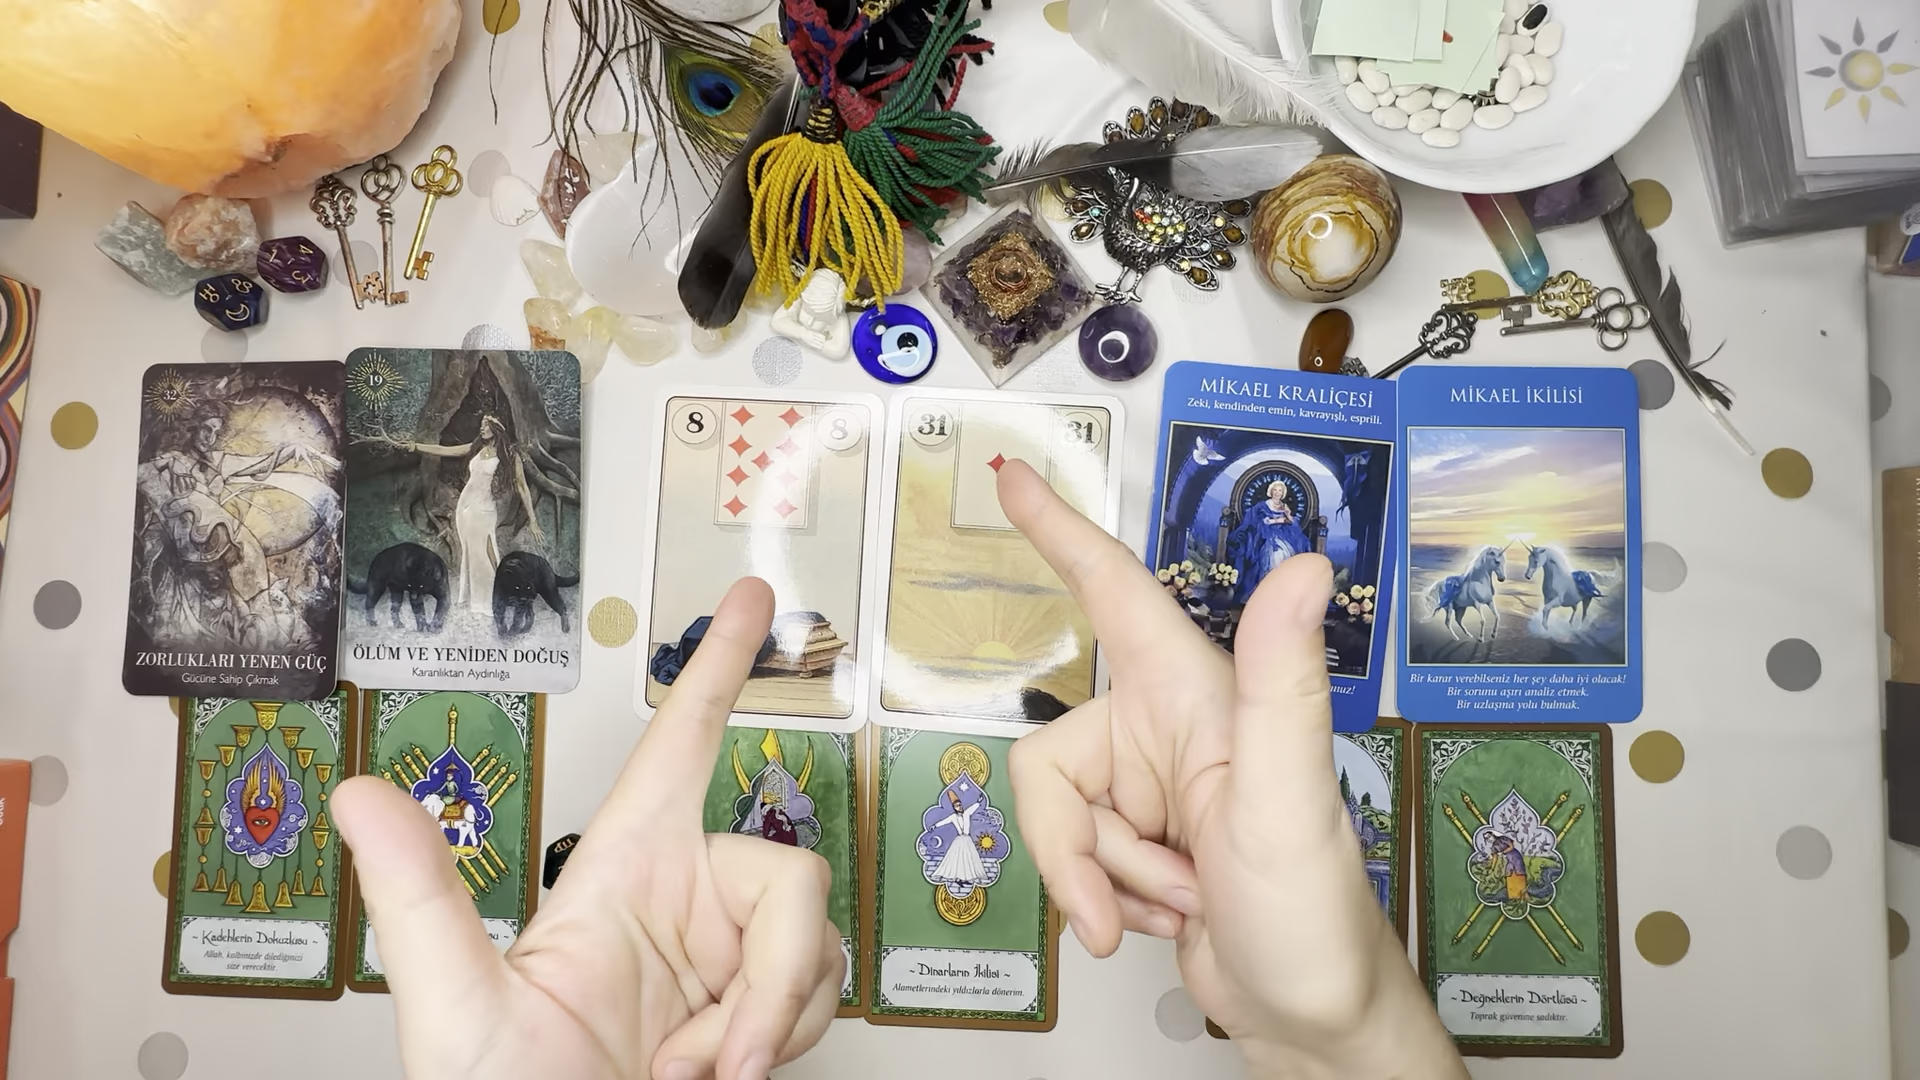 32
ZORLUKLARI YENEN GÜÇ
Gücüne Sahip Çıkmak
19
ÖLÜM VE YENİDEN DOĞUŞ
Karanlıktan Aydınlığa
8
8
31
31
MİKAEL KRALİÇESİ
Zeki, kendinden emin, kavrayışlı, esprili.
MİKAEL İKİLİSİ
Bir karar verebilseniz her şey daha iyi olacak!
Bir sorunu aşırı analiz etmek.
Bir uzlaşma yolu bulmak.
~ Kadehlerin Dokuzlusu ~
Allah, kalbinizde dilediğinizi
size verecektir.
~ Dinarların İkilisi ~
Alametlerindeki yıldızlarla dönerim.
~ Değneklerin Dörtlüsü ~
Toprak güvenine sadıktır.